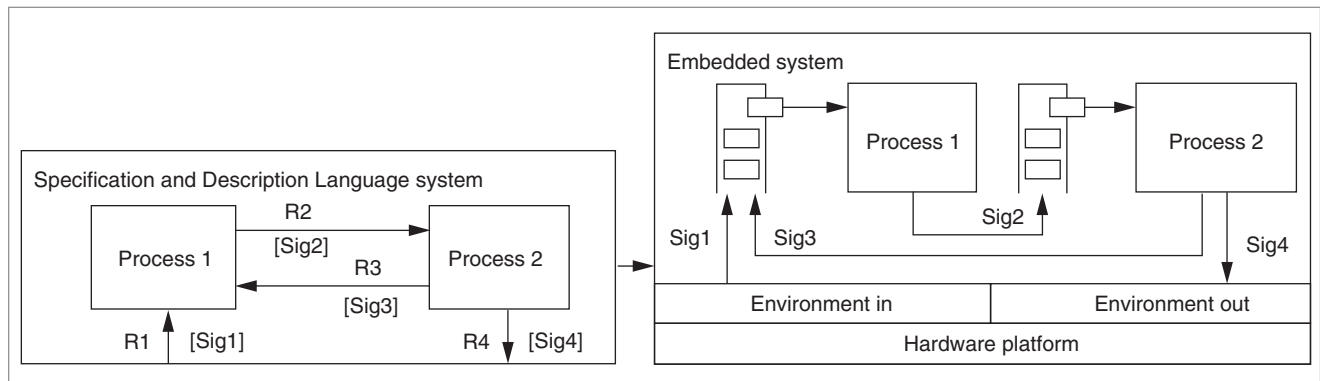 Specification and Description Language system
R2
[Sig2]
Process 1
Process 2
R3
[Sig3]
R1
[Sig1]
R4
[Sig4]
Embedded system
Process 1
Process 2
Sig1
Sig3
Sig2
Sig4
Environment in
Environment out
Hardware platform